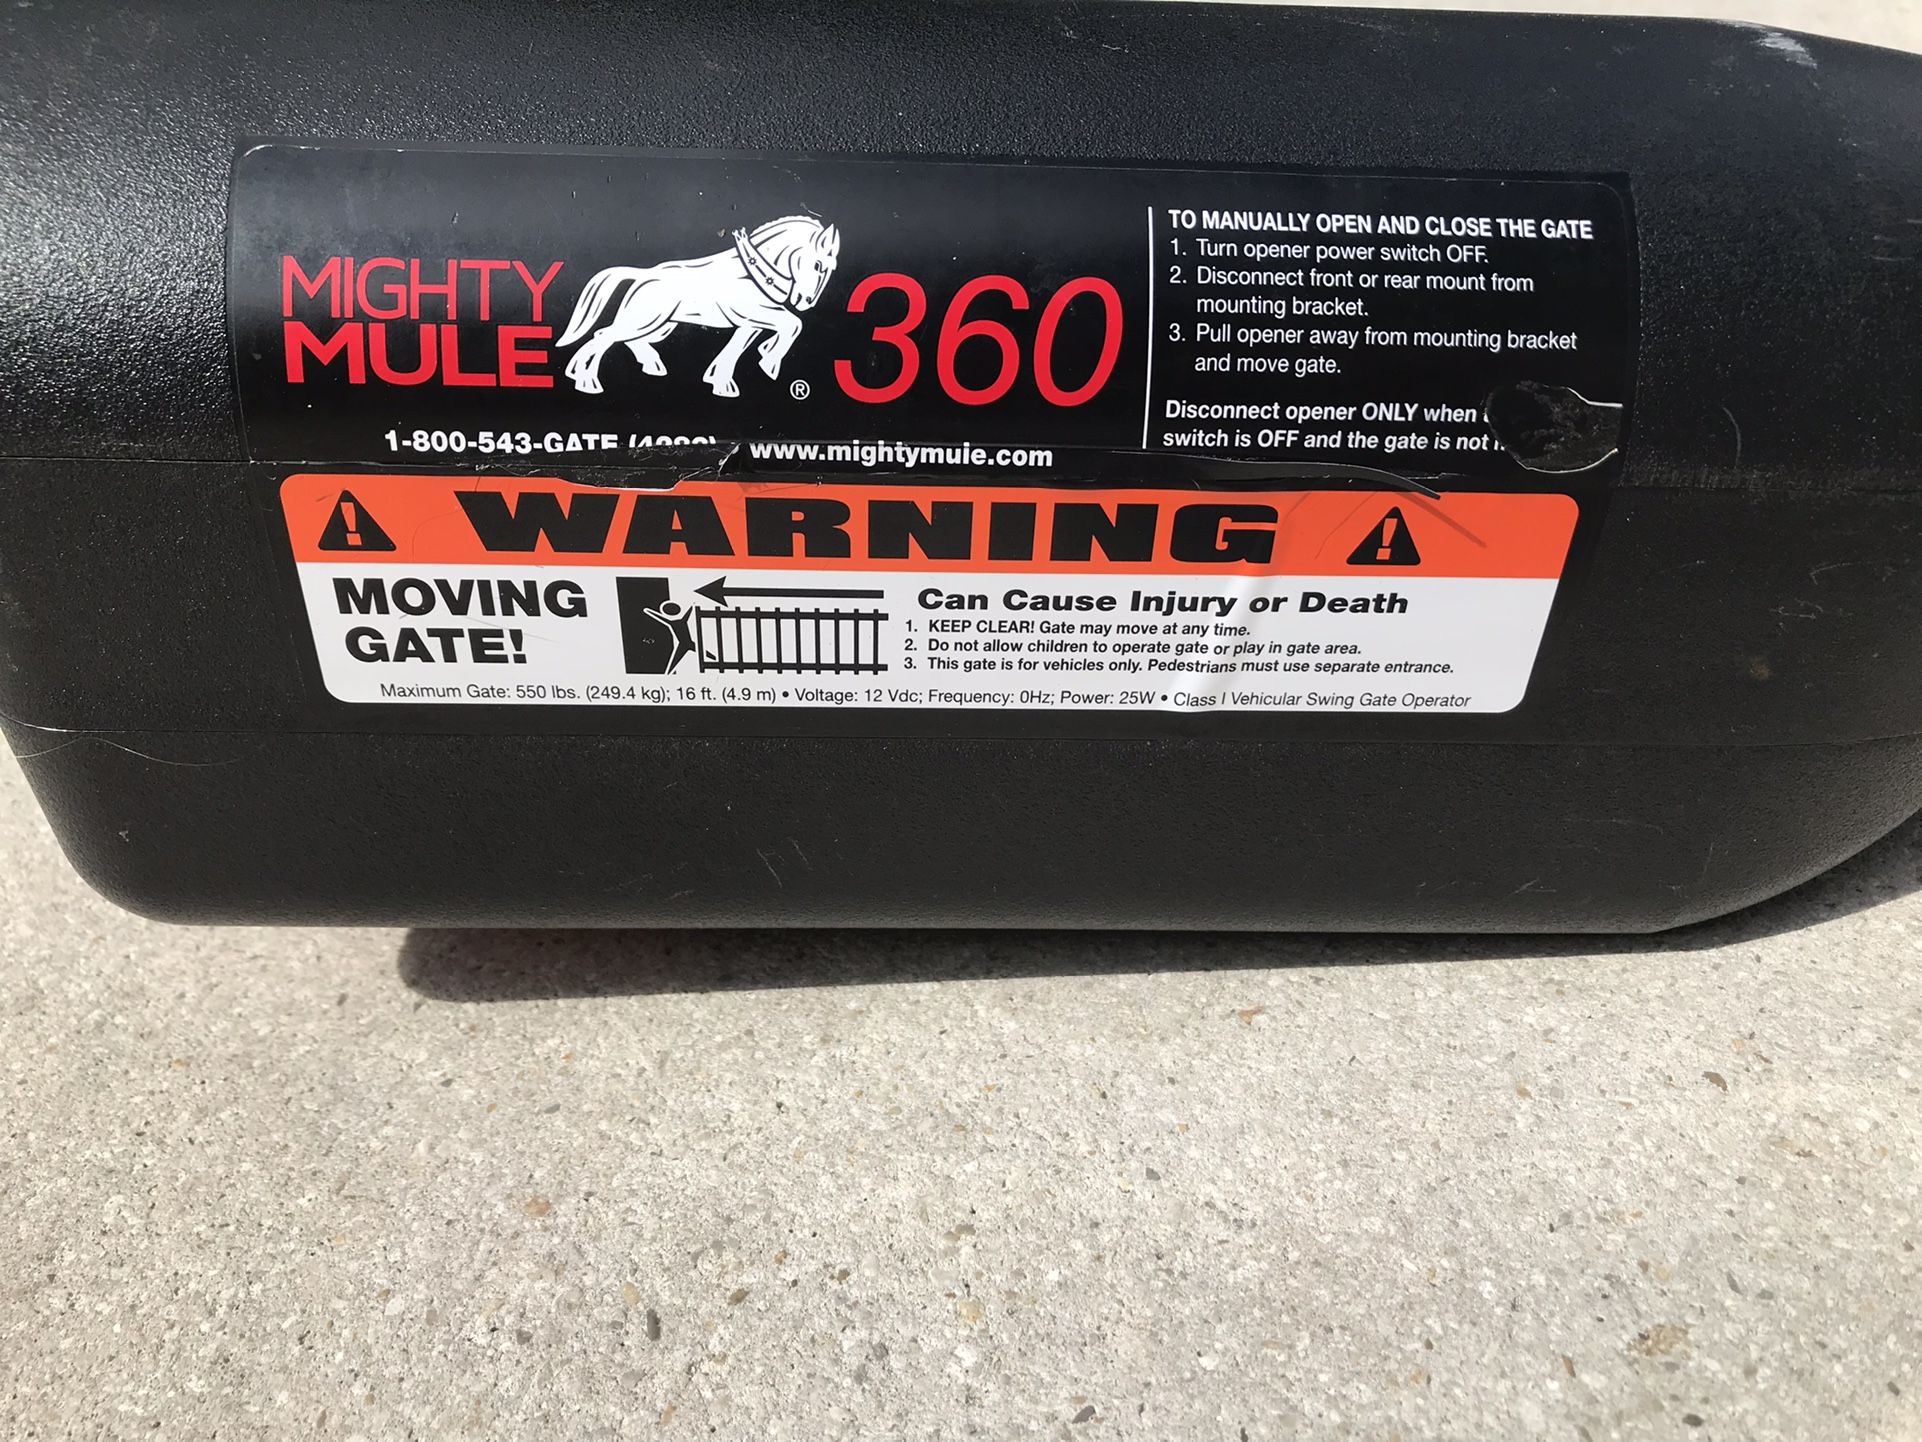 MIGHTY
MULE
®
360
1-800-543-GATE
www.mightymule.com
TO MANUALLY OPEN AND CLOSE THE GATE
1. Turn opener power switch OFF.
2. Disconnect front or rear mount from
mounting bracket.
3. Pull opener away from mounting bracket
and move gate.
Disconnect opener ONLY when
switch is OFF and the gate is not
WARNING
MOVING
GATE!
Can Cause Injury or Death
1. KEEP CLEAR! Gate may move at any time.
2. Do not allow children to operate gate or play in gate area.
3. This gate is for vehicles only. Pedestrians must use separate entrance.
Maximum Gate: 550 lbs. (249.4 kg); 16 ft. (4.9 m) • Voltage: 12 Vdc; Frequency: 0Hz; Power: 25W • Class I Vehicular Swing Gate Operator